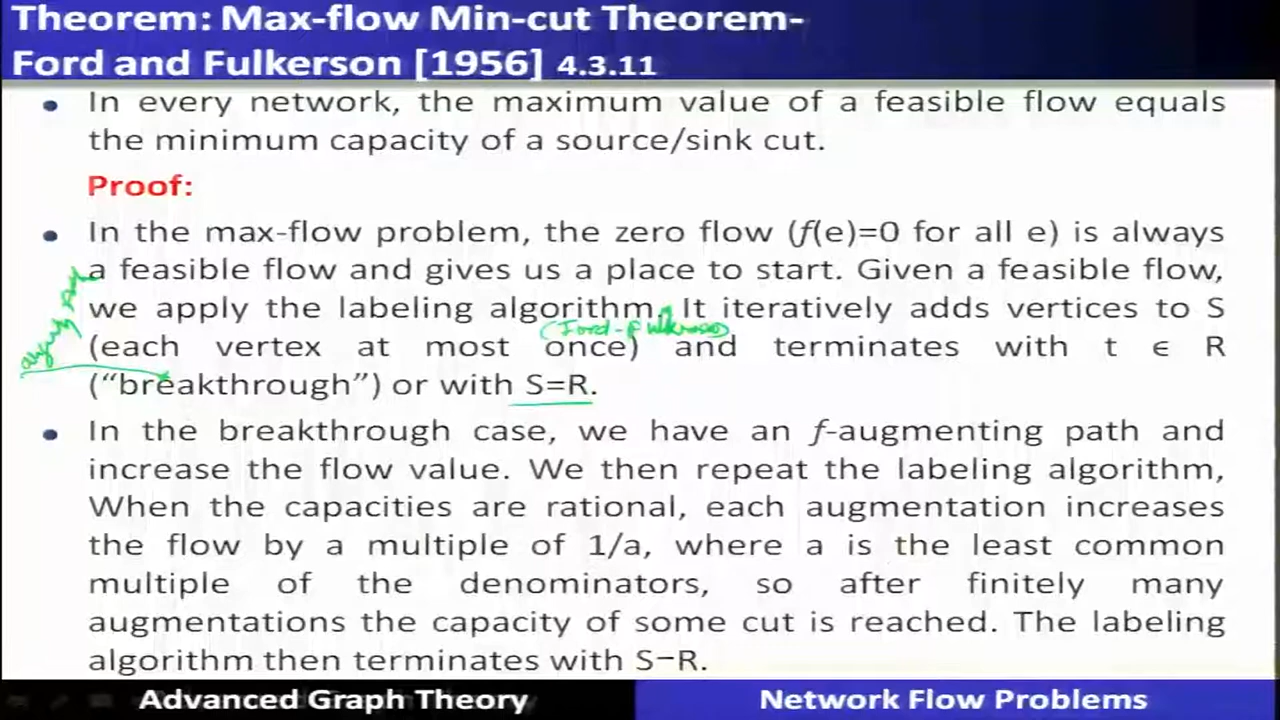 Theorem: Max-flow Min-cut Theorem-
Ford and Fulkerson [1956] 4.3.11
• In every network, the maximum value of a feasible flow equals
the minimum capacity of a source/sink cut.
Proof:
• In the max-flow problem, the zero flow (f(e)=0 for all e) is always
a feasible flow and gives us a place to start. Given a feasible flow,
we apply the labeling algorithm. It iteratively adds vertices to S
(Ford-Fulkerson)
(each vertex at most once) and terminates with t ϵ R
("breakthrough") or with S=R.
• In the breakthrough case, we have an f-augmenting path and
increase the flow value. We then repeat the labeling algorithm,
When the capacities are rational, each augmentation increases
the flow by a multiple of 1/a, where a is the least common
multiple of the denominators, so after finitely many
augmentations the capacity of some cut is reached. The labeling
algorithm then terminates with S=R.
Advanced Graph Theory
Network Flow Problems